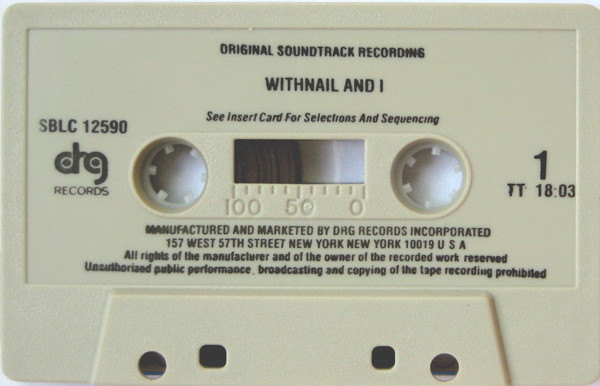 ORIGINAL SOUNDTRACK RECORDING
WITHNAIL AND I
See Insert Card For Selections And Sequencing
SBLC 12590
drg
RECORDS
1
TT 18:03
100 50 0
MANUFACTURED AND MARKETED BY DRG RECORDS INCORPORATED
157 WEST 57TH STREET NEW YORK NEW YORK 10019 U S A
All rights of the manufacturer and of the owner of the recorded work reserved
Unauthorised public performance, broadcasting and copying of the tape recording prohibited